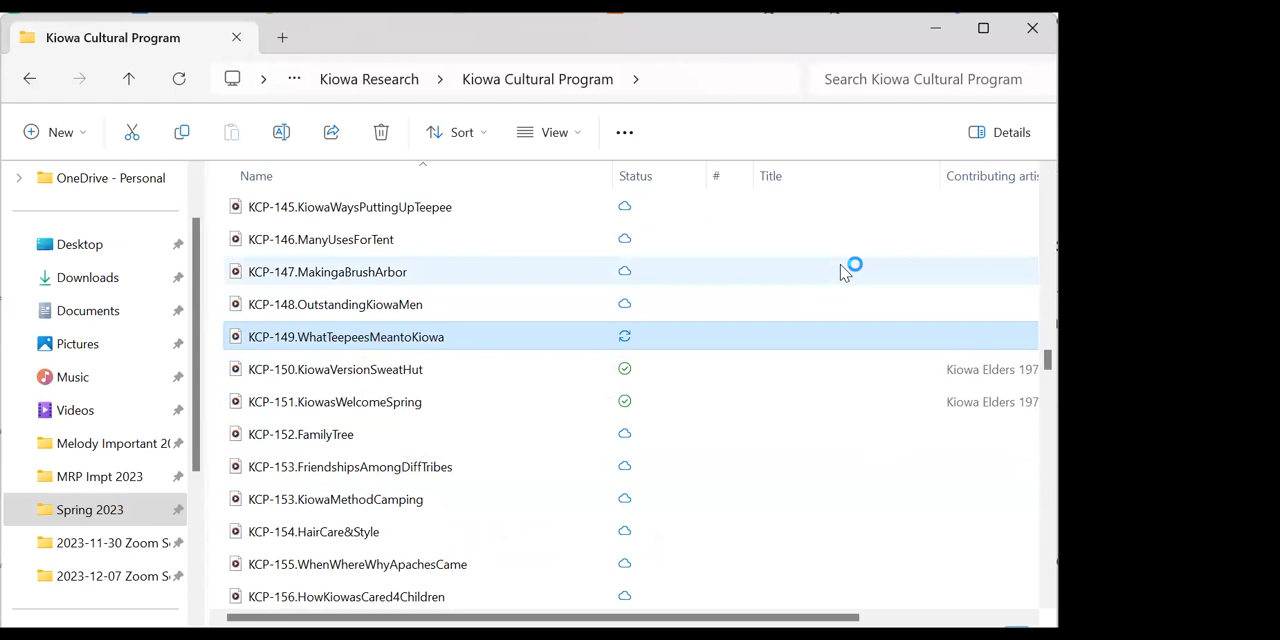 Kiowa Cultural Program
Kiowa Research
Kiowa Cultural Program
Search Kiowa Cultural Program
New
Sort
View
Details
OneDrive - Personal
Desktop
Downloads
Documents
Pictures
Music
Videos
Melody Important 20
MRP Impt 2023
Spring 2023
2023-11-30 Zoom S
2023-12-07 Zoom S
Name Status # Title Contributing artis
KCP-145.KiowaWaysPuttingUpTeepee
KCP-146.ManyUsesForTent
KCP-147.MakingaBrushArbor
KCP-148.OutstandingKiowaMen
KCP-149.WhatTeepeesMeantoKiowa
KCP-150.KiowaVersionSweatHut Kiowa Elders 197
KCP-151.KiowasWelcomeSpring Kiowa Elders 197
KCP-152.FamilyTree
KCP-153.FriendshipsAmongDiffTribes
KCP-153.KiowaMethodCamping
KCP-154.HairCare&Style
KCP-155.WhenWhereWhyApachesCame
KCP-156.HowKiowasCared4Children